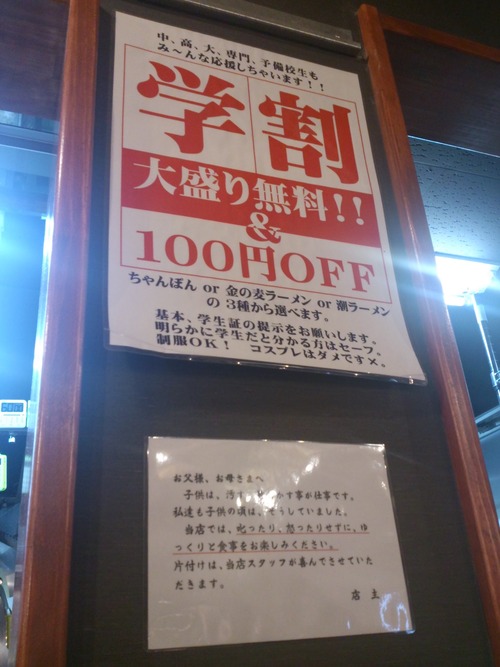 中、高、大、専門、予備校生も
み〜んな応援しちゃいます！！
学割
大盛り無料！！
&
100円OFF
ちゃんぽん or 金の麦ラーメン or 潮ラーメン
の３種から選べます。
基本、学生証の提示をお願いします。
明らかに学生だと分かる方はセーフ。
制服OK！ コスプレはダメです×。
お父様、お母さまへ
子供は、汚す、かす事が仕事です。
私達も子供の頃は、そうしていました。
当店では、叱ったり、怒ったりせずに、ゆ
っくりと食事をお楽しみください。
片付けは、当店スタッフが喜んでさせていた
だきます。
店 主